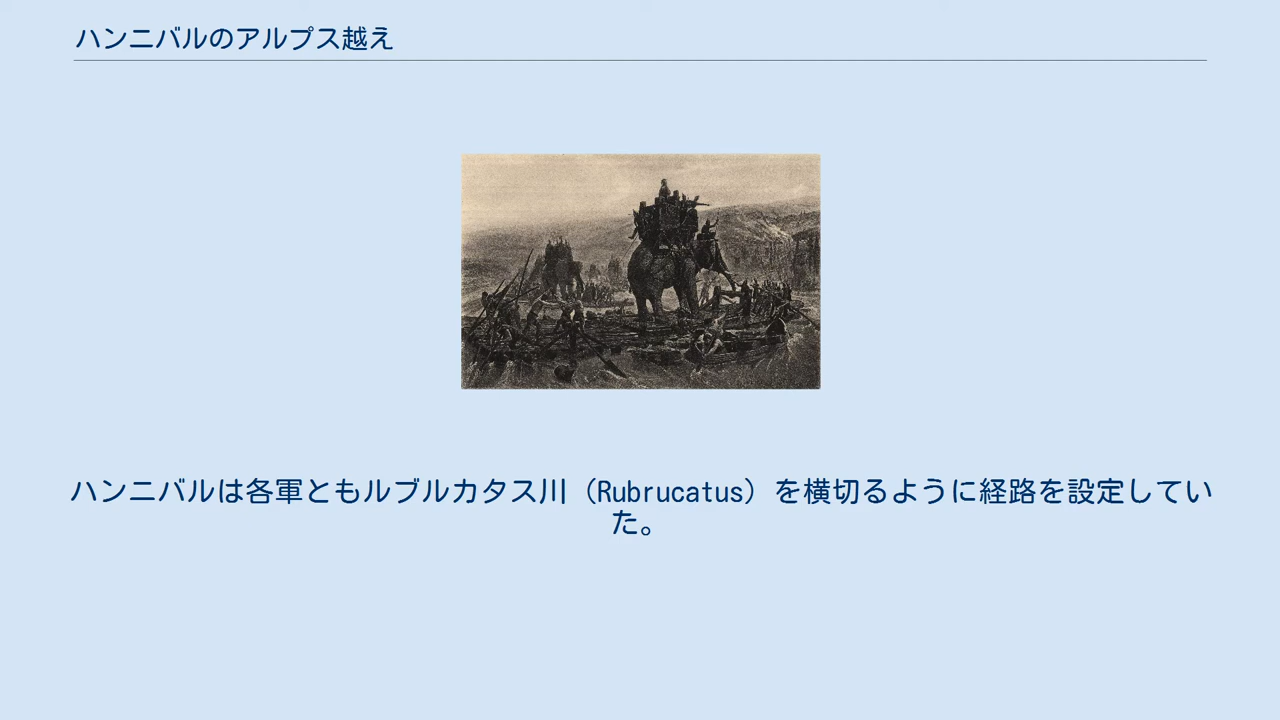 ハンニバルのアルプス越え
ハンニバルは各軍ともルブルカタス川（Rubrucatus）を横切るように経路を設定してい
た。